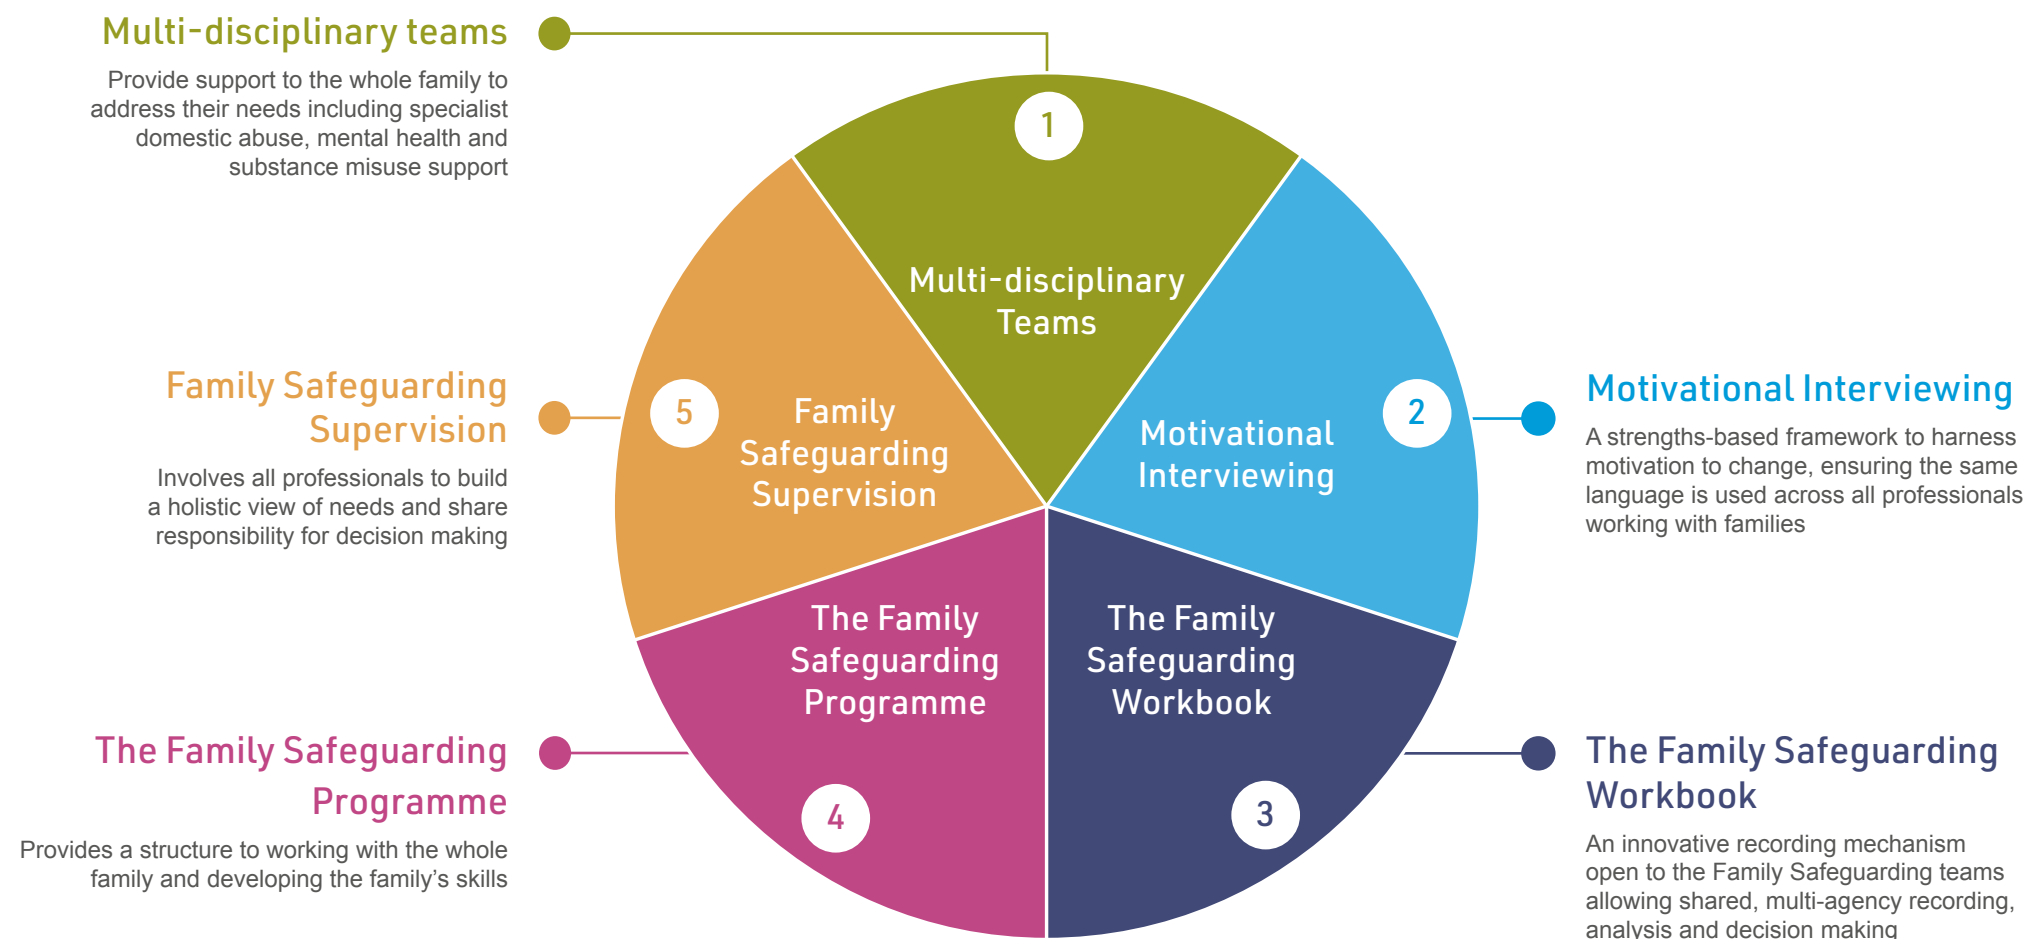 Multi-disciplinary teams
Provide support to the whole family to
address their needs including specialist
domestic abuse, mental health and
substance misuse support
1
Multi-disciplinary
Teams
2
Motivational
Interviewing
Motivational Interviewing
A strengths-based framework to harness
motivation to change, ensuring the same
language is used across all professionals
working with families
3
The Family
Safeguarding
Workbook
The Family Safeguarding
Workbook
An innovative recording mechanism
open to the Family Safeguarding teams
allowing shared, multi-agency recording,
analysis and decision making
4
The Family
Safeguarding
Programme
The Family Safeguarding
Programme
Provides a structure to working with the whole
family and developing the family’s skills
5
Family
Safeguarding
Supervision
Family Safeguarding
Supervision
Involves all professionals to build
a holistic view of needs and share
responsibility for decision making